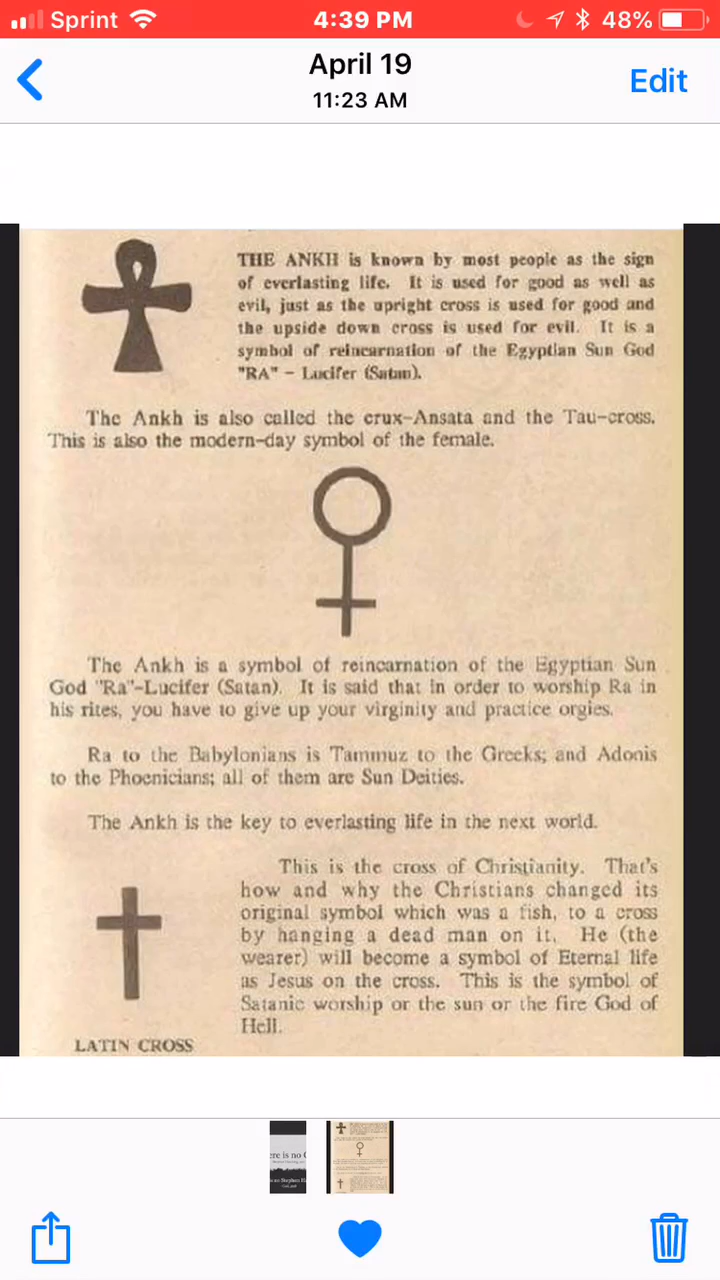 Sprint 4:39 PM 48%
April 19
11:23 AM
Edit
THE ANKH is known by most people as the sign
of everlasting life. It is used for good as well as
evil, just as the upright cross is used for good and
the upside down cross is used for evil. It is a
symbol of reincarnation of the Egyptian Sun God
"RA" - Lucifer (Satan).
The Ankh is also called the crux-Ansata and the Tau-cross.
This is also the modern-day symbol of the female.
The Ankh is a symbol of reincarnation of the Egyptian Sun
God "Ra"-Lucifer (Satan). It is said that in order to worship Ra in
his rites, you have to give up your virginity and practice orgies.
Ra to the Babylonians is Tammuz to the Greeks; and Adonis
to the Phoenicians; all of them are Sun Deities.
The Ankh is the key to everlasting life in the next world.
This is the cross of Christianity. That's
how and why the Christians changed its
original symbol which was a fish, to a cross
by hanging a dead man on it. He (the
wearer) will become a symbol of Eternal life
as Jesus on the cross. This is the symbol of
Satanic worship or the sun or the fire God of
Hell.
LATIN CROSS
ere is no